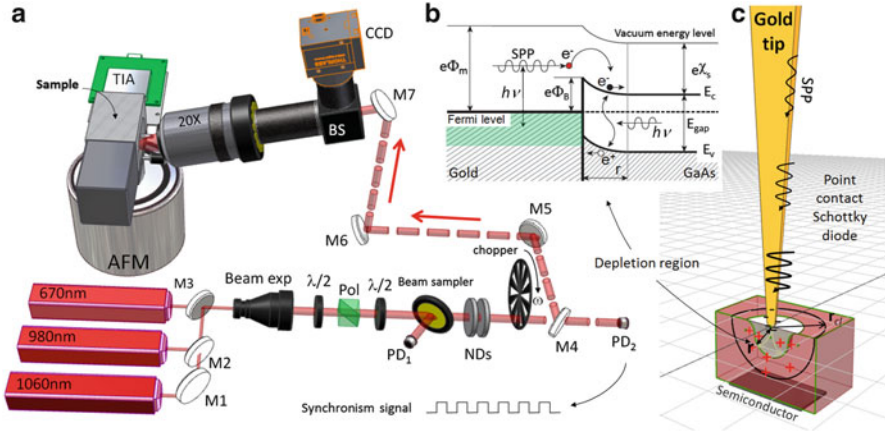 a
CCD
TIA
Sample
20X
BS
M7
AFM
M6
M5
chopper
ω
670nm
M3
Beam exp
λ/2
Pol
λ/2
Beam sampler
980nm
M2
1060nm
M1
PD1
NDs
M4
PD2
Synchronism signal
b
Vacuum energy level
SPP
e-
eΦm
hν
eΦB
e-
eχs
Ec
Fermi level
Egap
hν
Ev
e+
r
Gold
GaAs
Depletion region
c
Gold
tip
SPP
Point contact
Schottky
diode
-
rd
r
+ + + + + +
Semiconductor